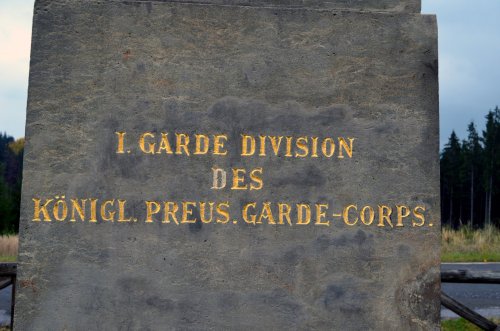 I. GARDE DIVISION
DES
KÖNIGL. PREUS. GARDE-CORPS.